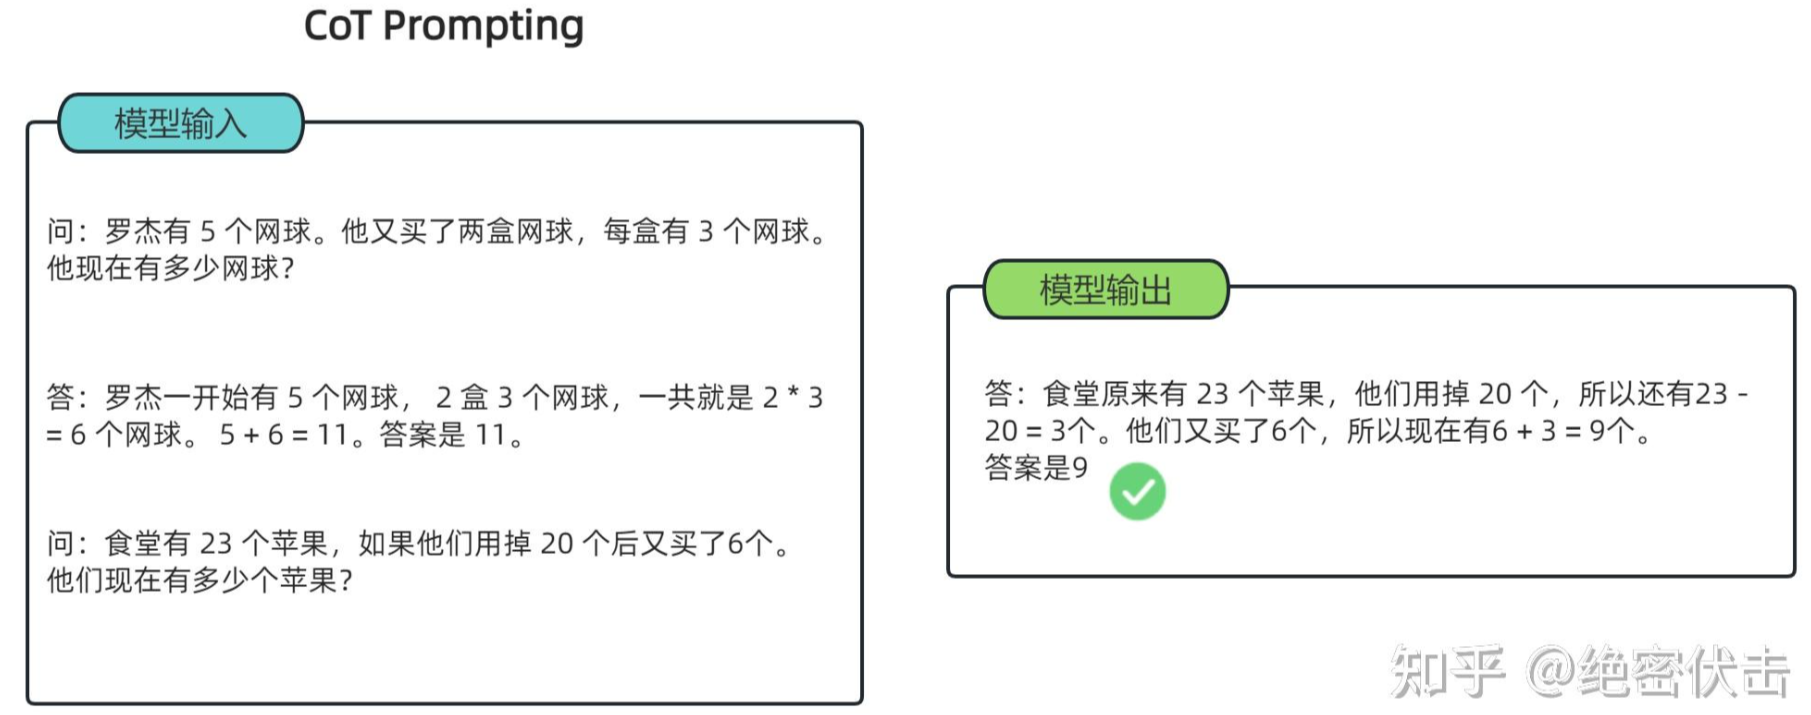 CoT Prompting
模型输入
问：罗杰有 5 个网球。他又买了两盒网球，每盒有 3 个网球。
他现在有多少网球？
答：罗杰一开始有 5 个网球， 2 盒 3 个网球，一共就是 2 * 3
= 6 个网球。 5 + 6 = 11。答案是 11。
问：食堂有 23 个苹果，如果他们用掉 20 个后又买了6个。
他们现在有多少个苹果？
模型输出
答：食堂原来有 23 个苹果，他们用掉 20 个，所以还有23 -
20 = 3个。他们又买了6个，所以现在有6 + 3 = 9个。
答案是9
知乎 @绝密伏击